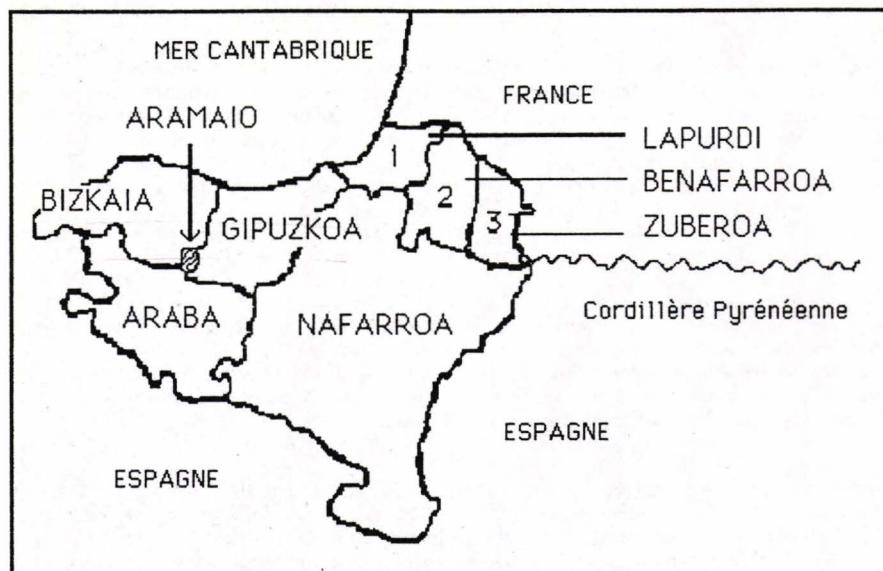 MER CANTABRIQUE
FRANCE
ARAMAIO
LAPURDI
1
BIZKAIA
BENAFARROA
2
GIPUZKOA
3
ZUBEROA
ARABA
NAFARROA
Cordillère Pyrénéenne
ESPAGNE
ESPAGNE